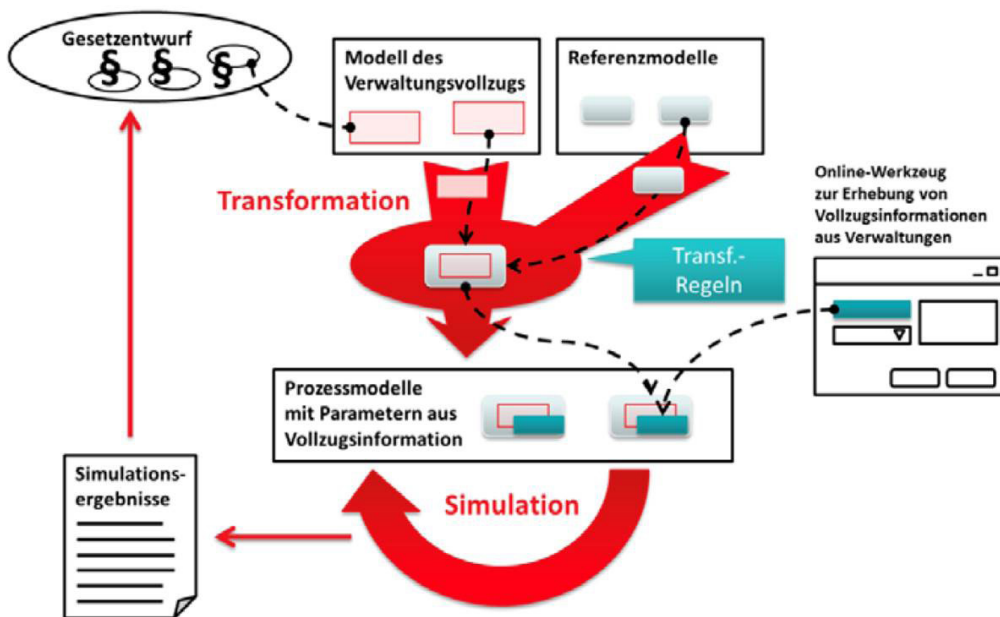 Gesetzentwurf
§ § §
Modell des
Verwaltungsvollzugs
Referenzmodelle
Online-Werkzeug
zur Erhebung von
Vollzugsinformationen
aus Verwaltungen
Transformation
Transf.-
Regeln
Prozessmodelle
mit Parametern aus
Vollzugsinformation
Simulations-
ergebnisse
Simulation